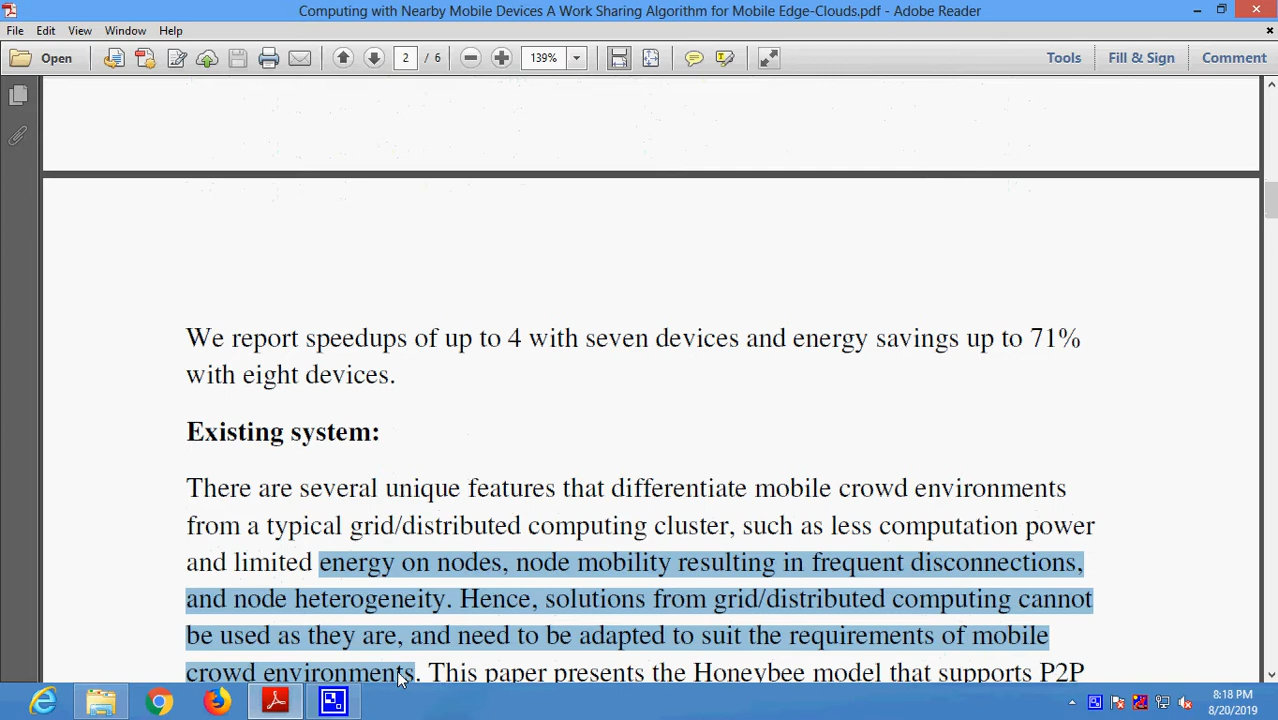 Computing with Nearby Mobile Devices A Work Sharing Algorithm for Mobile Edge-Clouds.pdf - Adobe Reader
File Edit View Window Help
Open 2 / 6 139% Tools Fill & Sign Comment
We report speedups of up to 4 with seven devices and energy savings up to 71%
with eight devices.
Existing system:
There are several unique features that differentiate mobile crowd environments
from a typical grid/distributed computing cluster, such as less computation power
and limited energy on nodes, node mobility resulting in frequent disconnections,
and node heterogeneity. Hence, solutions from grid/distributed computing cannot
be used as they are, and need to be adapted to suit the requirements of mobile
crowd environments. This paper presents the Honeybee model that supports P2P
8:18 PM
8/20/2019